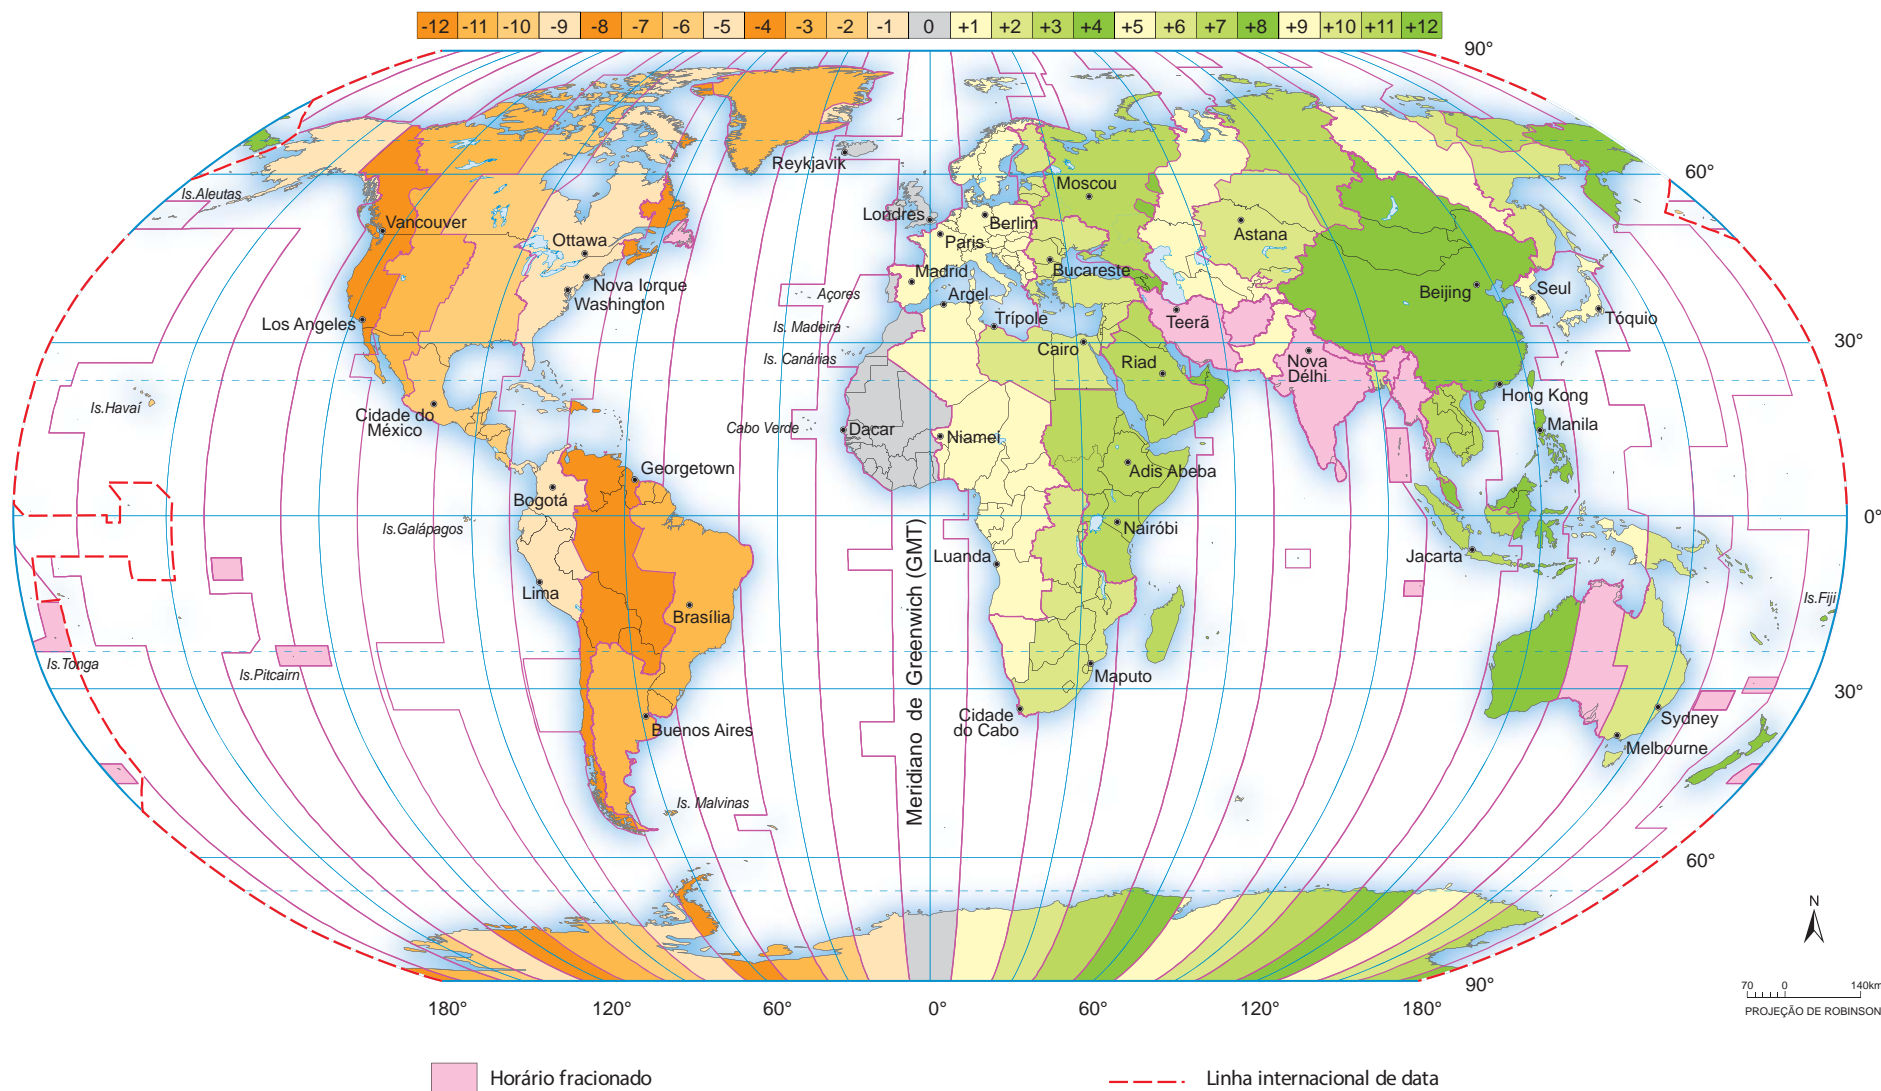 -12 -11 -10 -9 -8 -7 -6 -5 -4 -3 -2 -1 0 +1 +2 +3 +4 +5 +6 +7 +8 +9 +10 +11 +12
90°
60°
Reykjavik
Moscou
Is.Aleutas
Londres
Vancouver
Berlim
Ottawa
Paris
Astana
Madrid
Bucareste
Nova Iorque
Washington
Açores
Argel
Beijing
Seul
Los Angeles
Is. Madeira
Trípole
Teerã
Tóquio
30°
Is. Canárias
Cairo
Riad
Nova
Délhi
Is.Havaí
Cidade do
México
Cabo Verde
Dacar
Niamei
Hong Kong
Manila
Georgetown
Adis Abeba
Bogotá
0°
Is.Galápagos
Nairóbi
Meridiano de Greenwich (GMT)
Luanda
Jacarta
Lima
Brasília
Is.Fiji
Is.Tonga
Is.Pitcairn
Maputo
30°
Cidade
do Cabo
Sydney
Buenos Aires
Melbourne
Is. Malvinas
60°
N
90°
70 0 140km
PROJEÇÃO DE ROBINSON
180° 120° 60° 0° 60° 120° 180°
Horário fracionado
Linha internacional de data